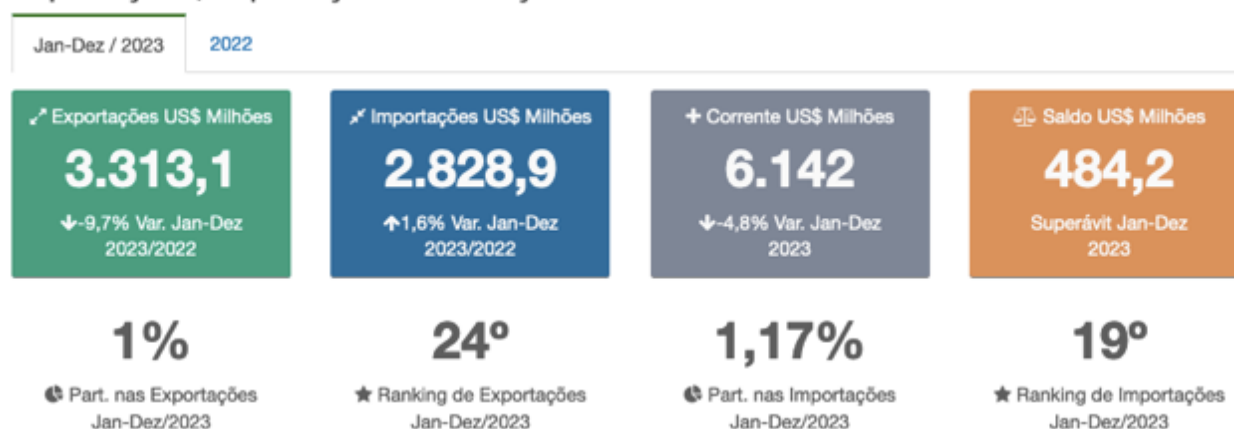 Jan-Dez / 2023
2022
Exportações US$ Milhões
3.313,1
-9,7% Var. Jan-Dez
2023/2022
Importações US$ Milhões
2.828,9
1,6% Var. Jan-Dez
2023/2022
Corrente US$ Milhões
6.142
-4,8% Var. Jan-Dez
2023
Saldo US$ Milhões
484,2
Superávit Jan-Dez
2023
1%
Part. nas Exportações
Jan-Dez/2023
24º
Ranking de Exportações
Jan-Dez/2023
1,17%
Part. nas Importações
Jan-Dez/2023
19º
Ranking de Importações
Jan-Dez/2023